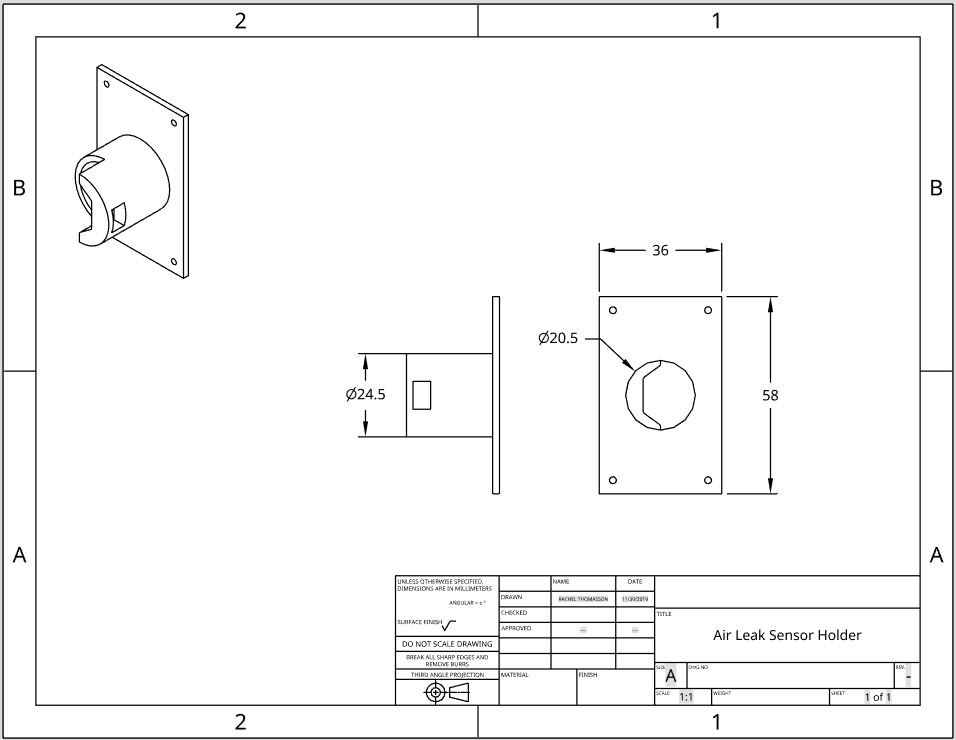 2 1
B B
36
Ø20.5
Ø24.5
58
A A
UNLESS OTHERWISE SPECIFIED,
DIMENSIONS ARE IN MILLIMETERS
ANGULAR = ± °
SURFACE FINISH
DO NOT SCALE DRAWING
BREAK ALL SHARP EDGES AND
REMOVE BURRS
THIRD ANGLE PROJECTION
NAME DATE
DRAWN RACHEL THOMASSON 11/30/2019
CHECKED
APPROVED --- ---
MATERIAL FINISH
TITLE
Air Leak Sensor Holder
SIZE A DWG NO. REV. -
SCALE 1:1 WEIGHT SHEET 1 of 1
2 1